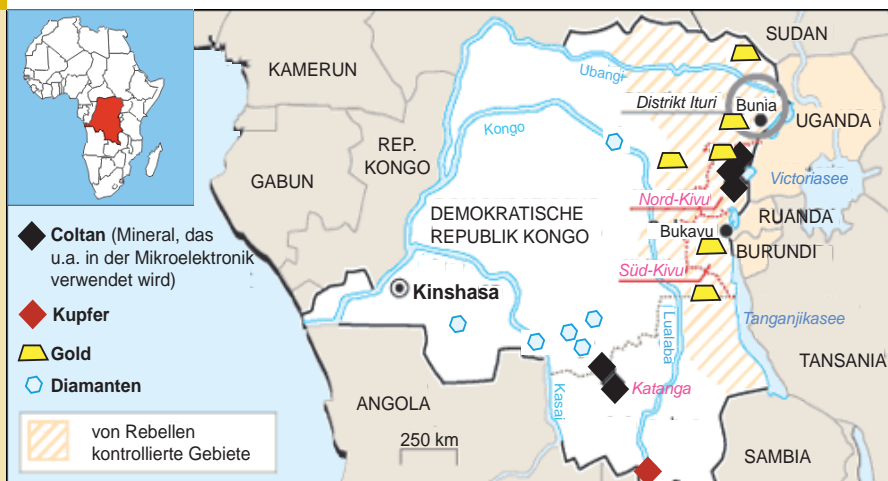 SUDAN
KAMERUN
Ubangi
Distrikt Ituri
Bunia
UGANDA
Kongo
REP.
KONGO
GABUN
Victoriasee
Nord-Kivu
DEMOKRATISCHE
REPUBLIK KONGO
RUANDA
Bukavu
BURUNDI
Süd-Kivu
Coltan (Mineral, das
u.a. in der Mikroelektronik
verwendet wird)
Kinshasa
Kupfer
Lualaba
Tanganjikasee
Gold
TANSANIA
Diamanten
Kasai
Katanga
ANGOLA
von Rebellen
kontrollierte Gebiete
250 km
SAMBIA